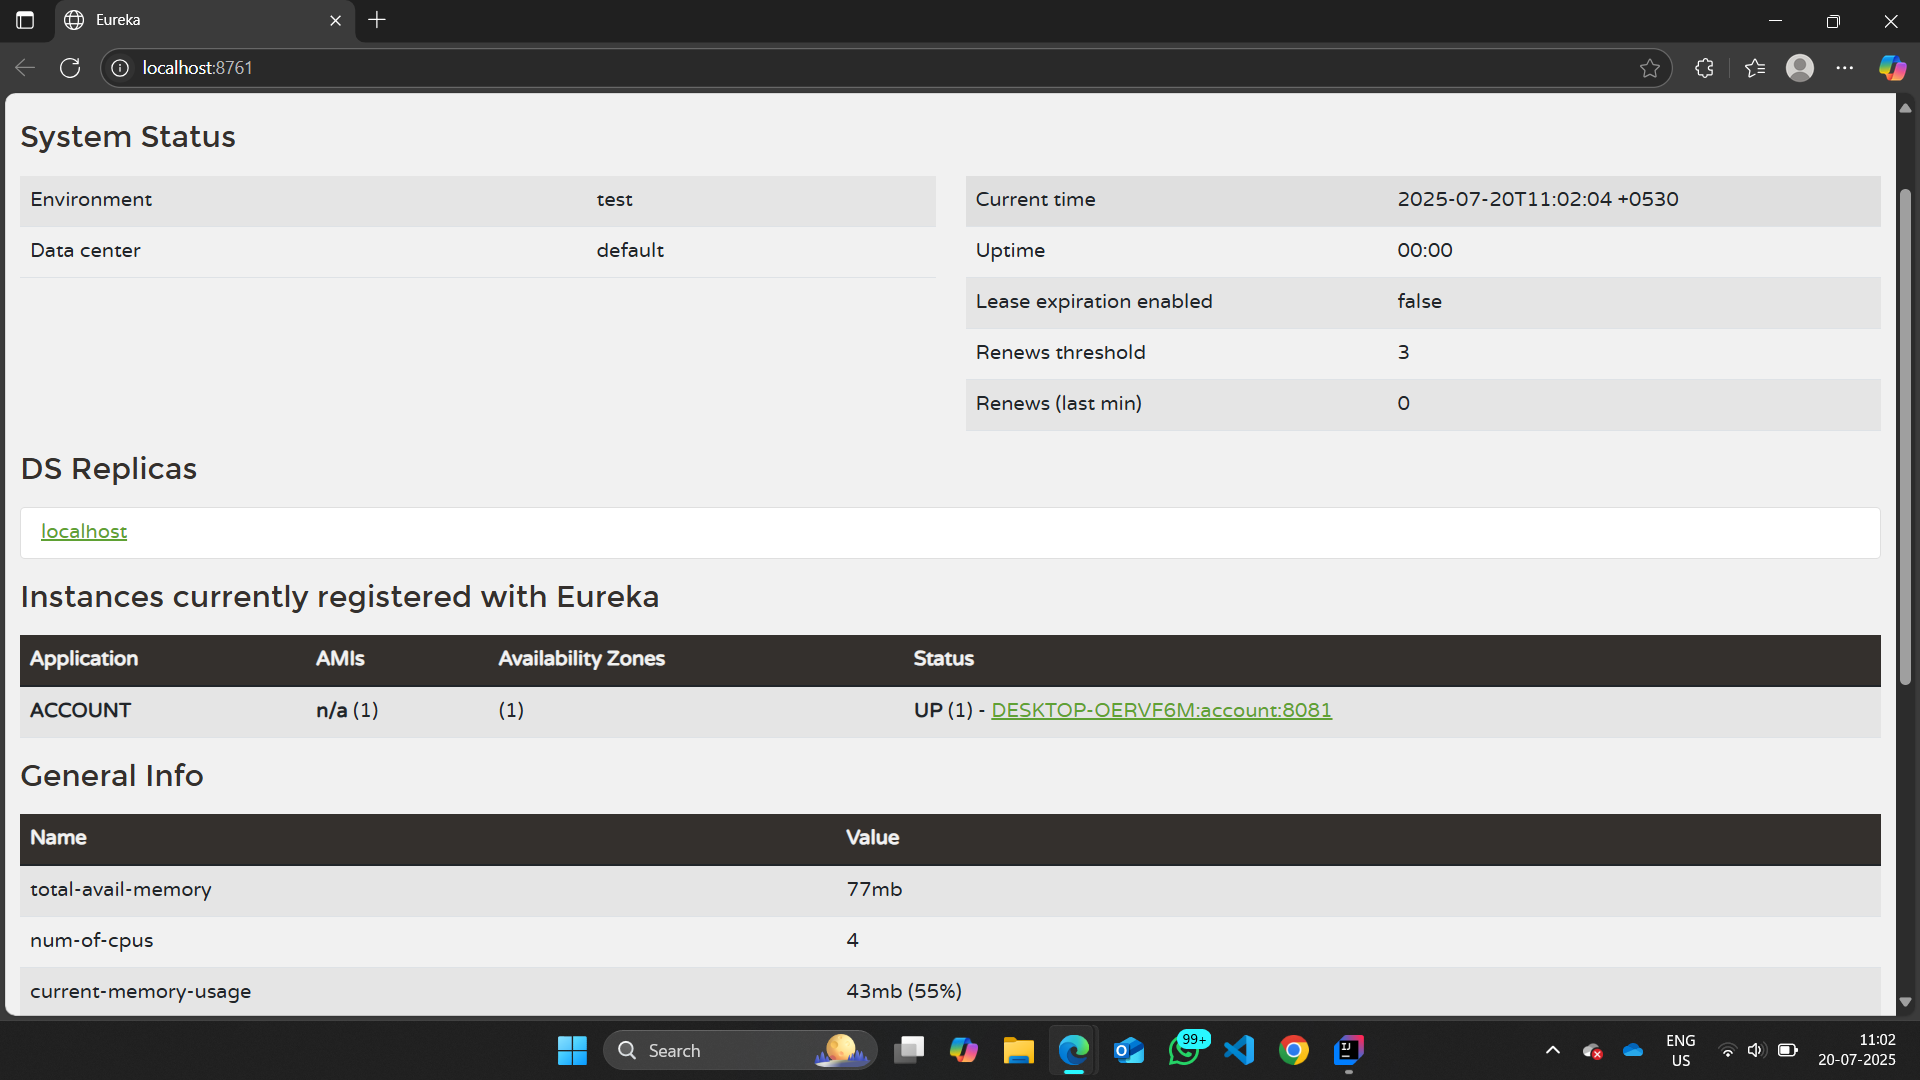 Eureka
localhost:8761
System Status
Environment test
Data center default
Current time 2025-07-20T11:02:04 +0530
Uptime 00:00
Lease expiration enabled false
Renews threshold 3
Renews (last min) 0
DS Replicas
localhost
Instances currently registered with Eureka
Application AMIs Availability Zones Status
ACCOUNT n/a (1) (1) UP (1) - DESKTOP-OERVF6M:account:8081
General Info
Name Value
total-avail-memory 77mb
num-of-cpus 4
current-memory-usage 43mb (55%)
Search
99+
ENG
US
11:02
20-07-2025